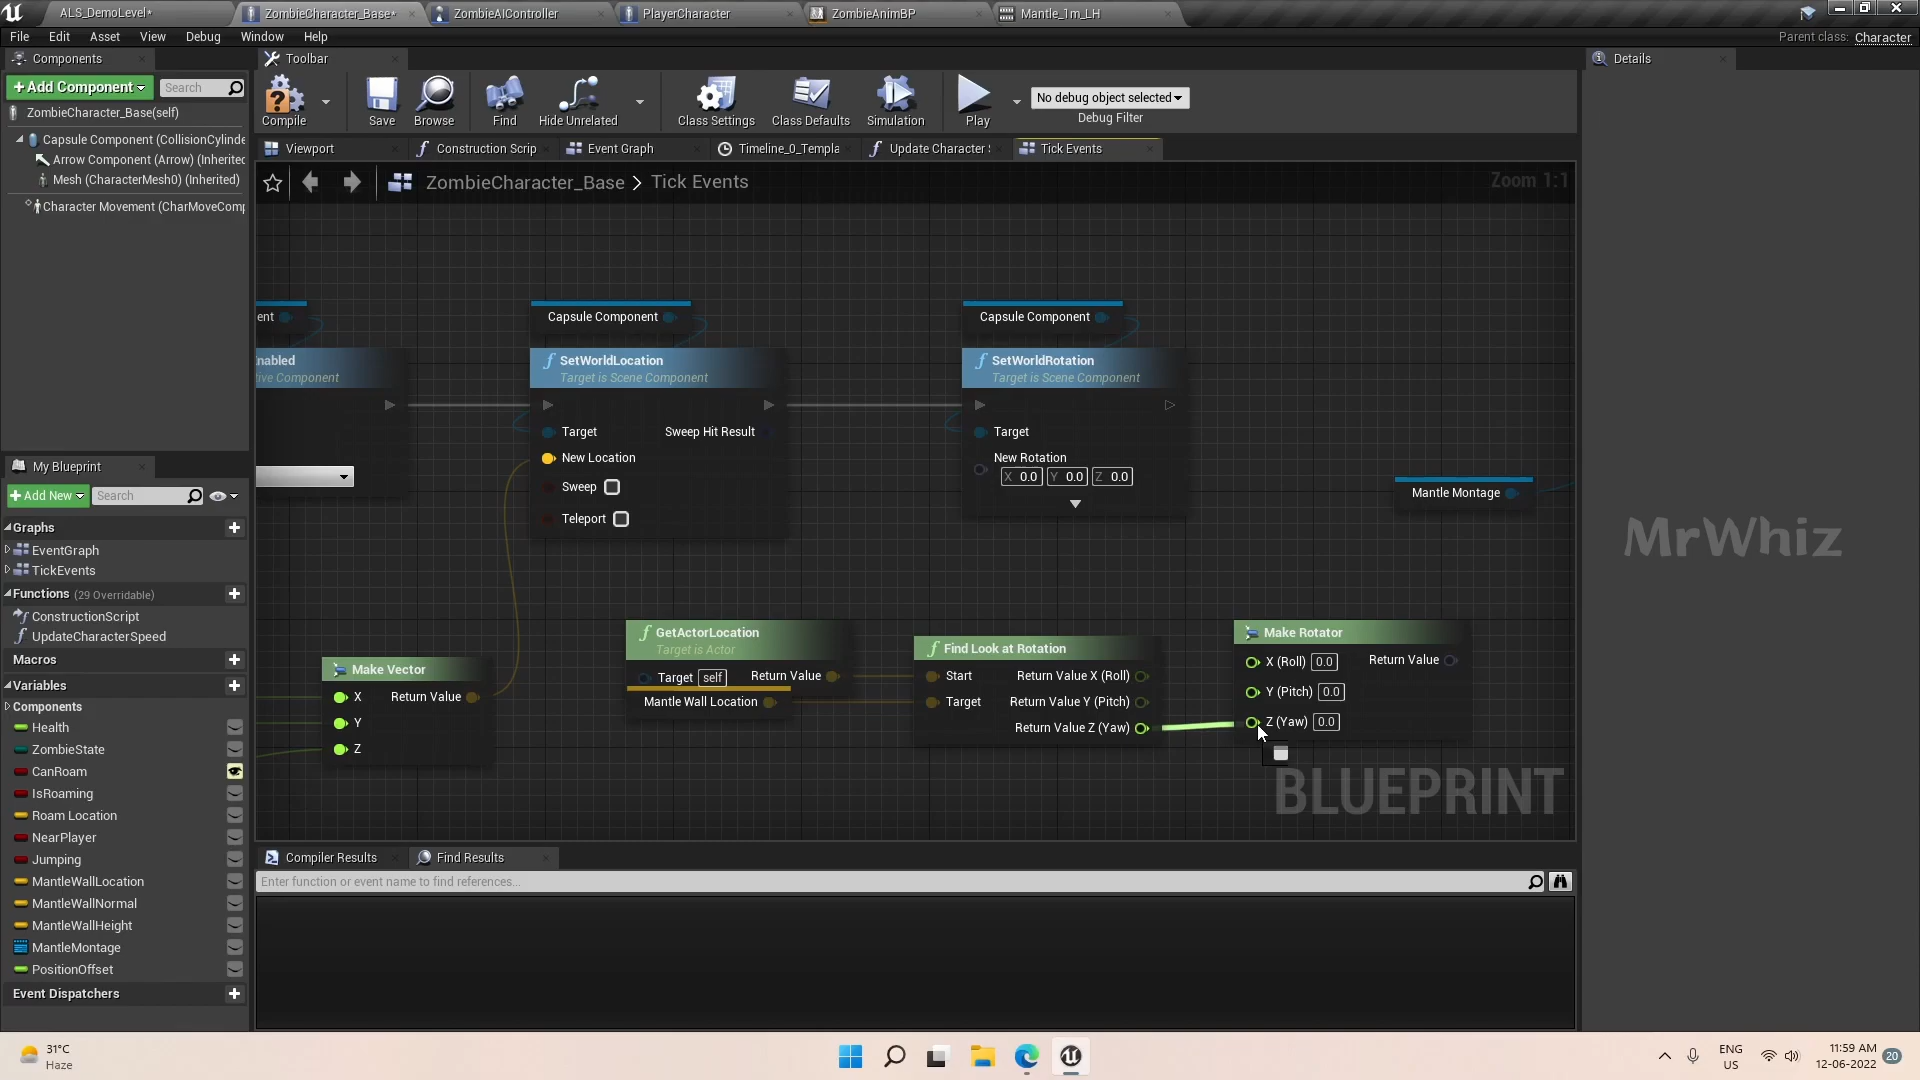 ALS_DemoLevel*
ZombieCharacter_Base*
ZombieAIController
PlayerCharacter
ZombieAnimBP
Mantle_1m_LH
File Edit Asset View Debug Window Help
Parent class: Character
Components
Toolbar
Details
+Add Component
Search
ZombieCharacter_Base(self)
Capsule Component (CollisionCylinde
Arrow Component (Arrow) (Inherited
Mesh (CharacterMesh0) (Inherited)
Character Movement (CharMoveComp
Compile
Save
Browse
Find
Hide Unrelated
Class Settings
Class Defaults
Simulation
Play
No debug object selected
Debug Filter
Viewport
Construction Scrip
Event Graph
Timeline_0_Templa
Update Character
Tick Events
ZombieCharacter_Base > Tick Events
Zoom 1:1
ent
nabled
tive Component
Capsule Component
SetWorldLocation
Target is Scene Component
Target
Sweep Hit Result
New Location
Sweep
Teleport
Capsule Component
SetWorldRotation
Target is Scene Component
Target
New Rotation
X 0.0 Y 0.0 Z 0.0
Mantle Montage
Make Vector
X Return Value
Y
Z
GetActorLocation
Target is Actor
Target self Return Value
Mantle Wall Location
Find Look at Rotation
Start Return Value X (Roll)
Target Return Value Y (Pitch)
Return Value Z (Yaw)
Make Rotator
X (Roll) 0.0 Return Value
Y (Pitch) 0.0
Z (Yaw) 0.0
BLUEPRINT
MrWhiz
My Blueprint
+Add New
Search
Graphs
EventGraph
TickEvents
Functions (29 Overridable)
ConstructionScript
UpdateCharacterSpeed
Macros
Variables
Components
Health
ZombieState
CanRoam
IsRoaming
Roam Location
NearPlayer
Jumping
MantleWallLocation
MantleWallNormal
MantleWallHeight
MantleMontage
PositionOffset
Event Dispatchers
Compiler Results
Find Results
Enter function or event name to find references...
31°C
Haze
ENG
US
11:59 AM
12-06-2022
20